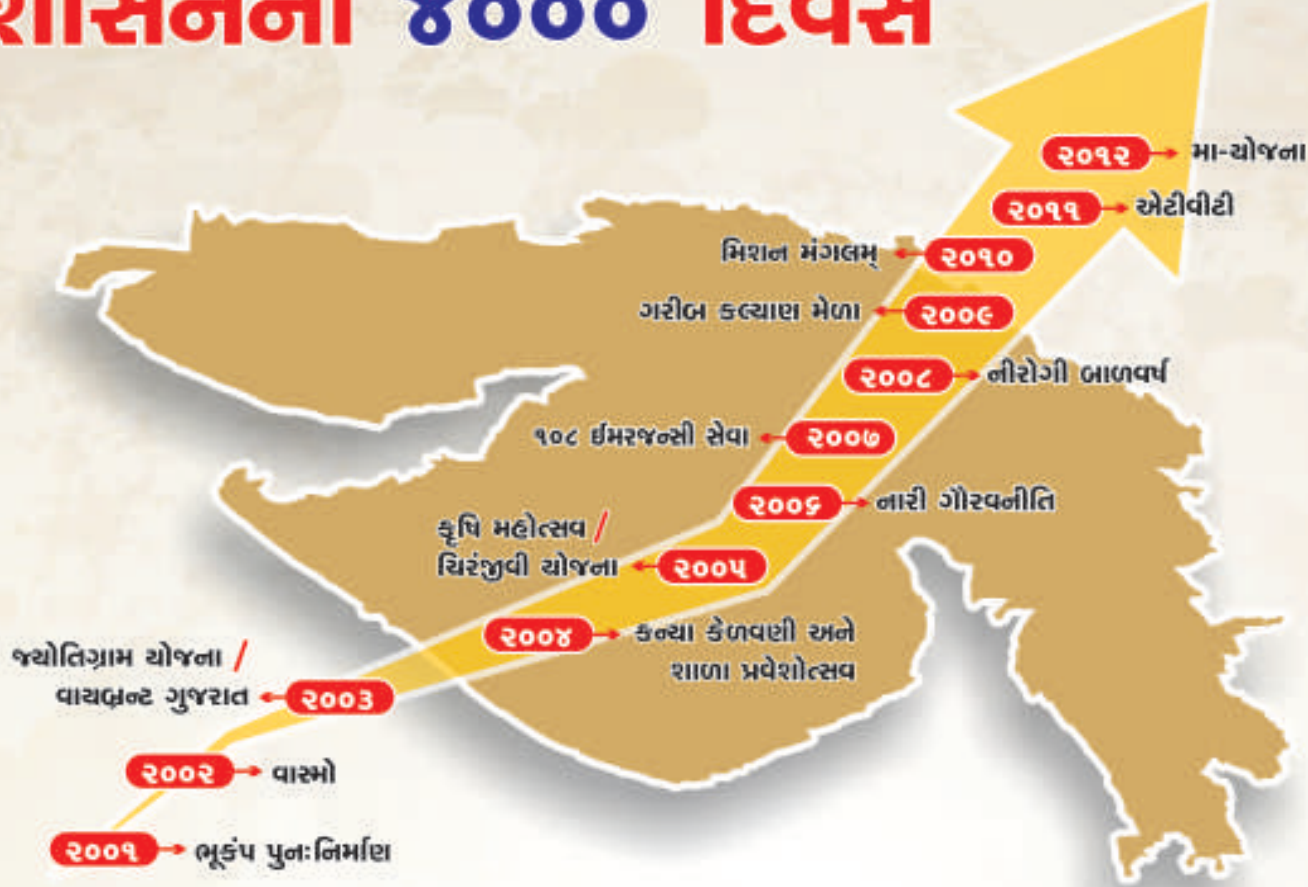 શાસનના ૪૦૦૦ દિવસ
૨૦૧૨ મા-યોજના
૨૦૧૧ એટીવીટી
મિશન મંગલમ્ ૨૦૧૦
ગરીબ કલ્યાણ મેળા ૨૦૦૯
૨૦૦૮ નીરોગી બાળવર્ષ
૧૦૮ ઈમરજન્સી સેવા ૨૦૦૭
૨૦૦૬ નારી ગૌરવનીતિ
કૃષિ મહોત્સવ /
ચિરંજીવી યોજના ૨૦૦૫
૨૦૦૪ કન્યા કેળવણી અને
શાળા પ્રવેશોત્સવ
જ્યોતિગ્રામ યોજના /
વાયબ્રન્ટ ગુજરાત ૨૦૦૩
૨૦૦૨ વાસ્મો
૨૦૦૧ ભૂકંપ પુનઃનિર્માણ